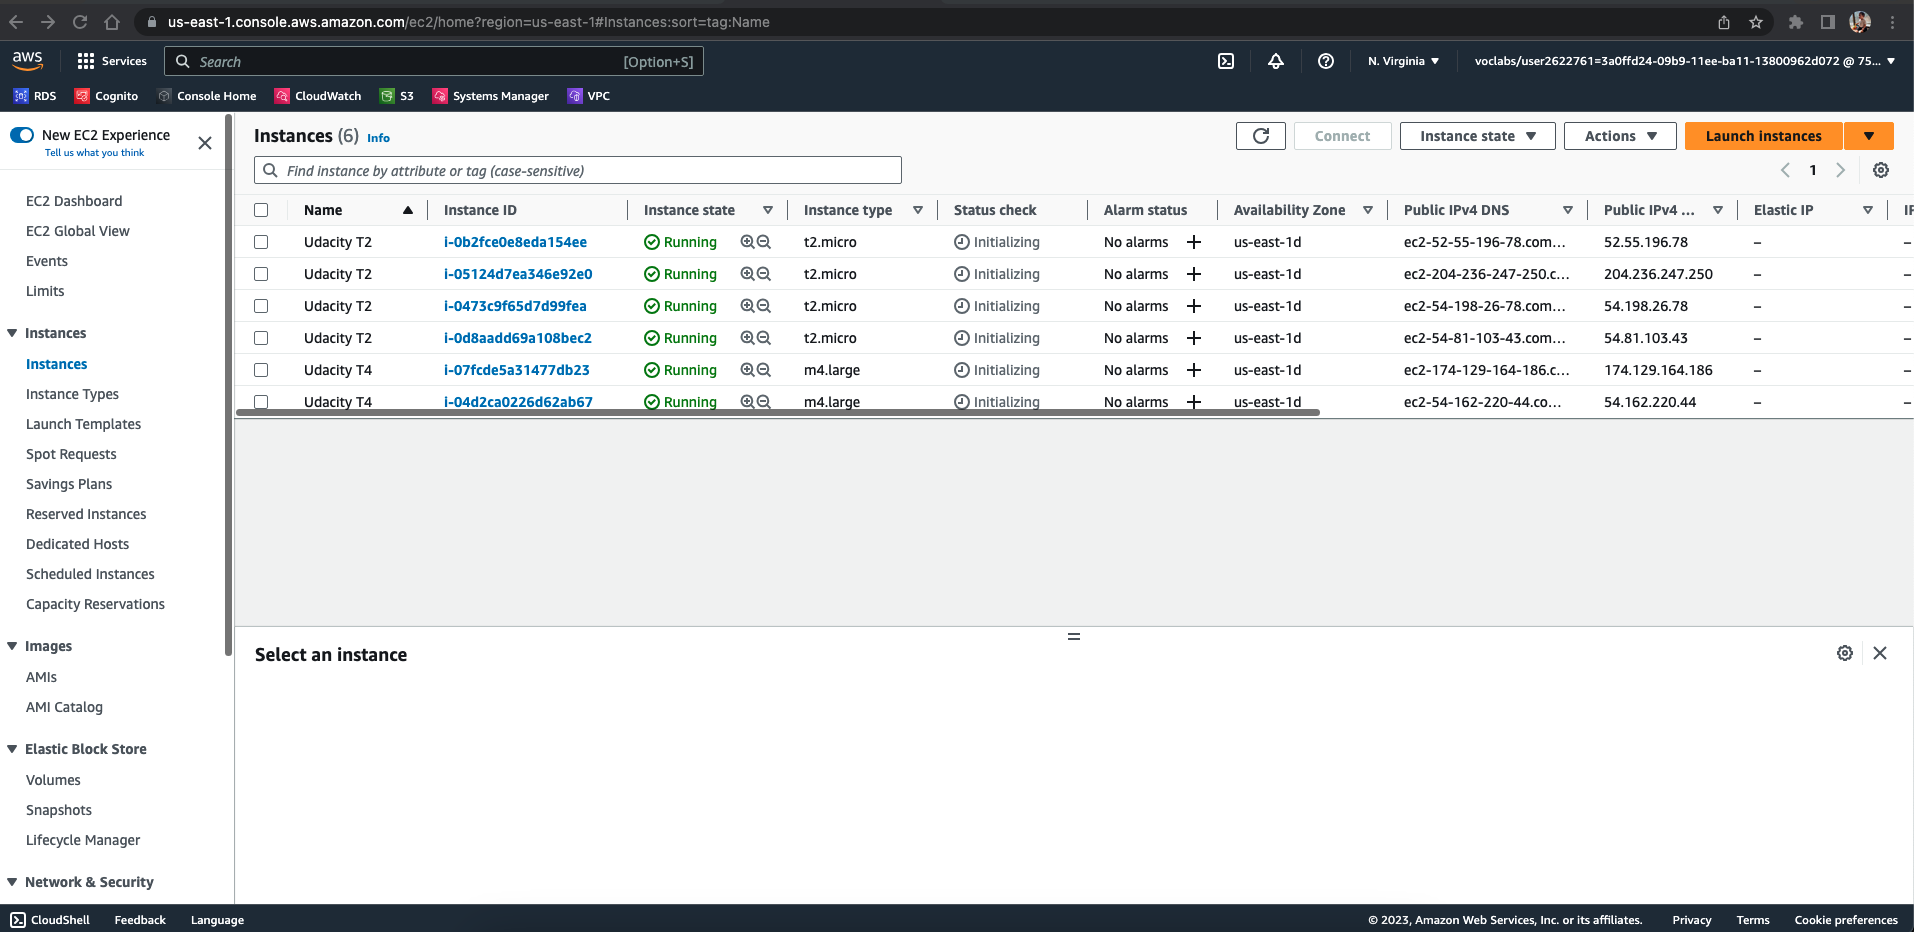 us-east-1.console.aws.amazon.com/ec2/home?region=us-east-1#Instances:sort=tag:Name
aws Services Search [Option+S] N. Virginia voclabs/user2622761=3a0ffd24-09b9-11ee-ba11-13800962d072 @ 75...
RDS Cognito Console Home CloudWatch S3 Systems Manager VPC
New EC2 Experience
Tell us what you think
EC2 Dashboard
EC2 Global View
Events
Limits
Instances
Instances
Instance Types
Launch Templates
Spot Requests
Savings Plans
Reserved Instances
Dedicated Hosts
Scheduled Instances
Capacity Reservations
Images
AMIs
AMI Catalog
Elastic Block Store
Volumes
Snapshots
Lifecycle Manager
Network & Security
Instances (6) Info Connect Instance state Actions Launch instances
Find instance by attribute or tag (case-sensitive) 1
Name Instance ID Instance state Instance type Status check Alarm status Availability Zone Public IPv4 DNS Public IPv4 ... Elastic IP
Udacity T2 i-0b2fce0e8eda154ee Running t2.micro Initializing No alarms + us-east-1d ec2-52-55-196-78.com... 52.55.196.78 –
Udacity T2 i-05124d7ea346e92e0 Running t2.micro Initializing No alarms + us-east-1d ec2-204-236-247-250.c... 204.236.247.250 –
Udacity T2 i-0473c9f65d7d99fea Running t2.micro Initializing No alarms + us-east-1d ec2-54-198-26-78.com... 54.198.26.78 –
Udacity T2 i-0d8aadd69a108bec2 Running t2.micro Initializing No alarms + us-east-1d ec2-54-81-103-43.com... 54.81.103.43 –
Udacity T4 i-07fcde5a31477db23 Running m4.large Initializing No alarms + us-east-1d ec2-174-129-164-186.c... 174.129.164.186 –
Udacity T4 i-04d2ca0226d62ab67 Running m4.large Initializing No alarms + us-east-1d ec2-54-162-220-44.co... 54.162.220.44 –
Select an instance
CloudShell Feedback Language © 2023, Amazon Web Services, Inc. or its affiliates. Privacy Terms Cookie preferences